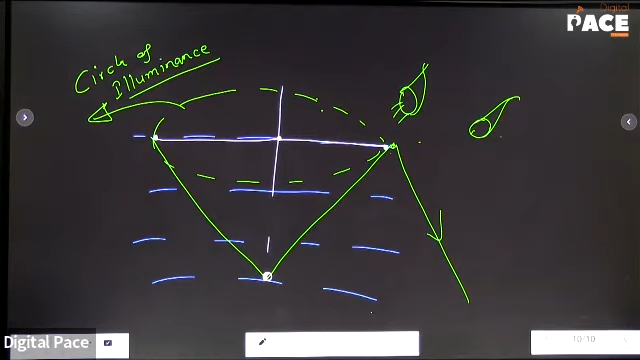 Digital
PACE
Circle of
Illuminance
Digital Pace
10/10